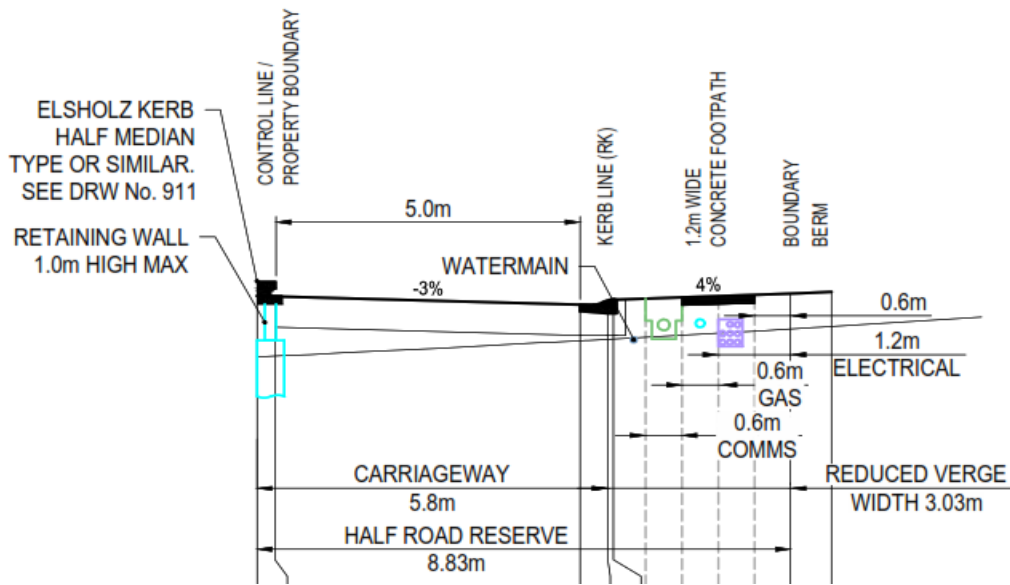 ELSHOLZ KERB
HALF MEDIAN
TYPE OR SIMILAR.
SEE DRW No. 911
RETAINING WALL
1.0m HIGH MAX
CONTROL LINE /
PROPERTY BOUNDARY
5.0m
-3%
WATERMAIN
KERB LINE (RK)
1.2m WIDE
CONCRETE FOOTPATH
BOUNDARY
BERM
4%
0.6m
1.2m
ELECTRICAL
0.6m
GAS
0.6m
COMMS
CARRIAGEWAY
5.8m
REDUCED VERGE
WIDTH 3.03m
HALF ROAD RESERVE
8.83m